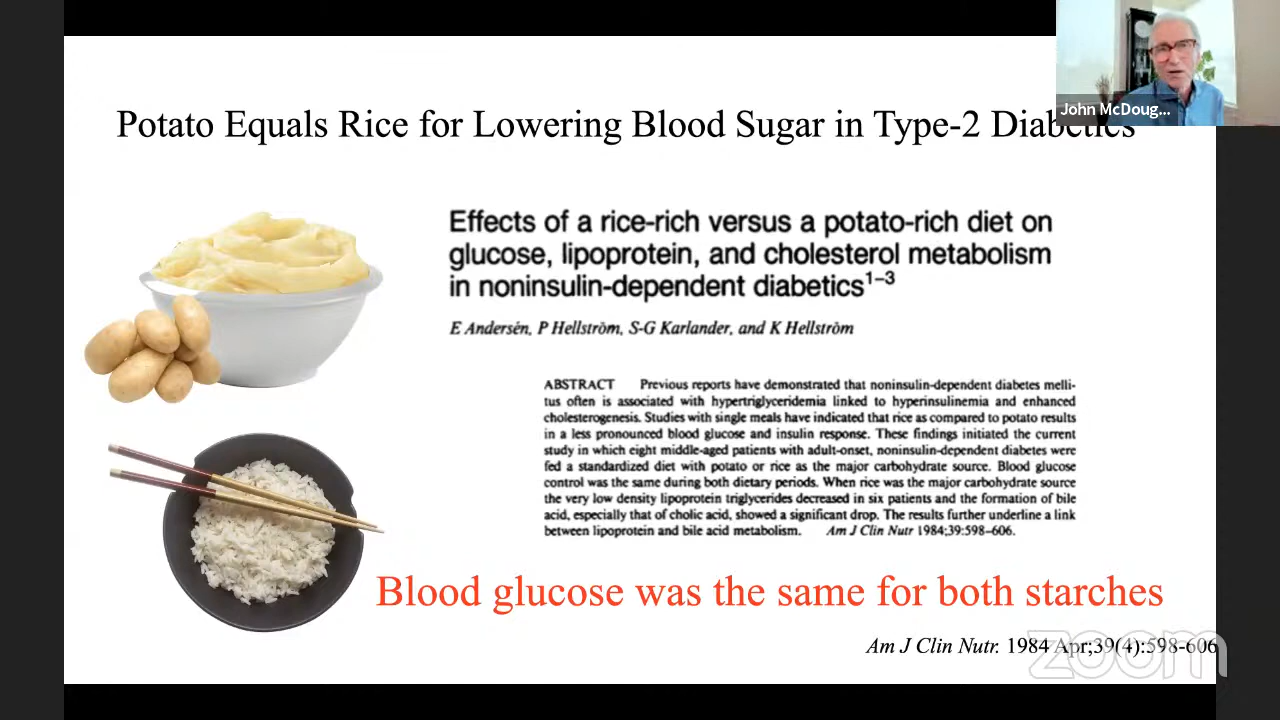 John McDoug...
Potato Equals Rice for Lowering Blood Sugar in Type-2 Diabetics
Effects of a rice-rich versus a potato-rich diet on
glucose, lipoprotein, and cholesterol metabolism
in noninsulin-dependent diabetics1–3
E Andersén, P Hellström, S-G Karlander, and K Hellström
ABSTRACT Previous reports have demonstrated that noninsulin-dependent diabetes melli-
tus often is associated with hypertriglyceridemia linked to hyperinsulinemia and enhanced
cholesterogenesis. Studies with single meals have indicated that rice as compared to potato results
in a less pronounced blood glucose and insulin response. These findings initiated the current
study in which eight middle-aged patients with adult-onset, noninsulin-dependent diabetes were
fed a standardized diet with potato or rice as the major carbohydrate source. Blood glucose
control was the same during both dietary periods. When rice was the major carbohydrate source
the very low density lipoprotein triglycerides decreased in six patients and the formation of bile
acid, especially that of cholic acid, showed a significant drop. The results further underline a link
between lipoprotein and bile acid metabolism. Am J Clin Nutr 1984;39:598–606.
Blood glucose was the same for both starches
Am J Clin Nutr. 1984 Apr;39(4):598-606
zoom